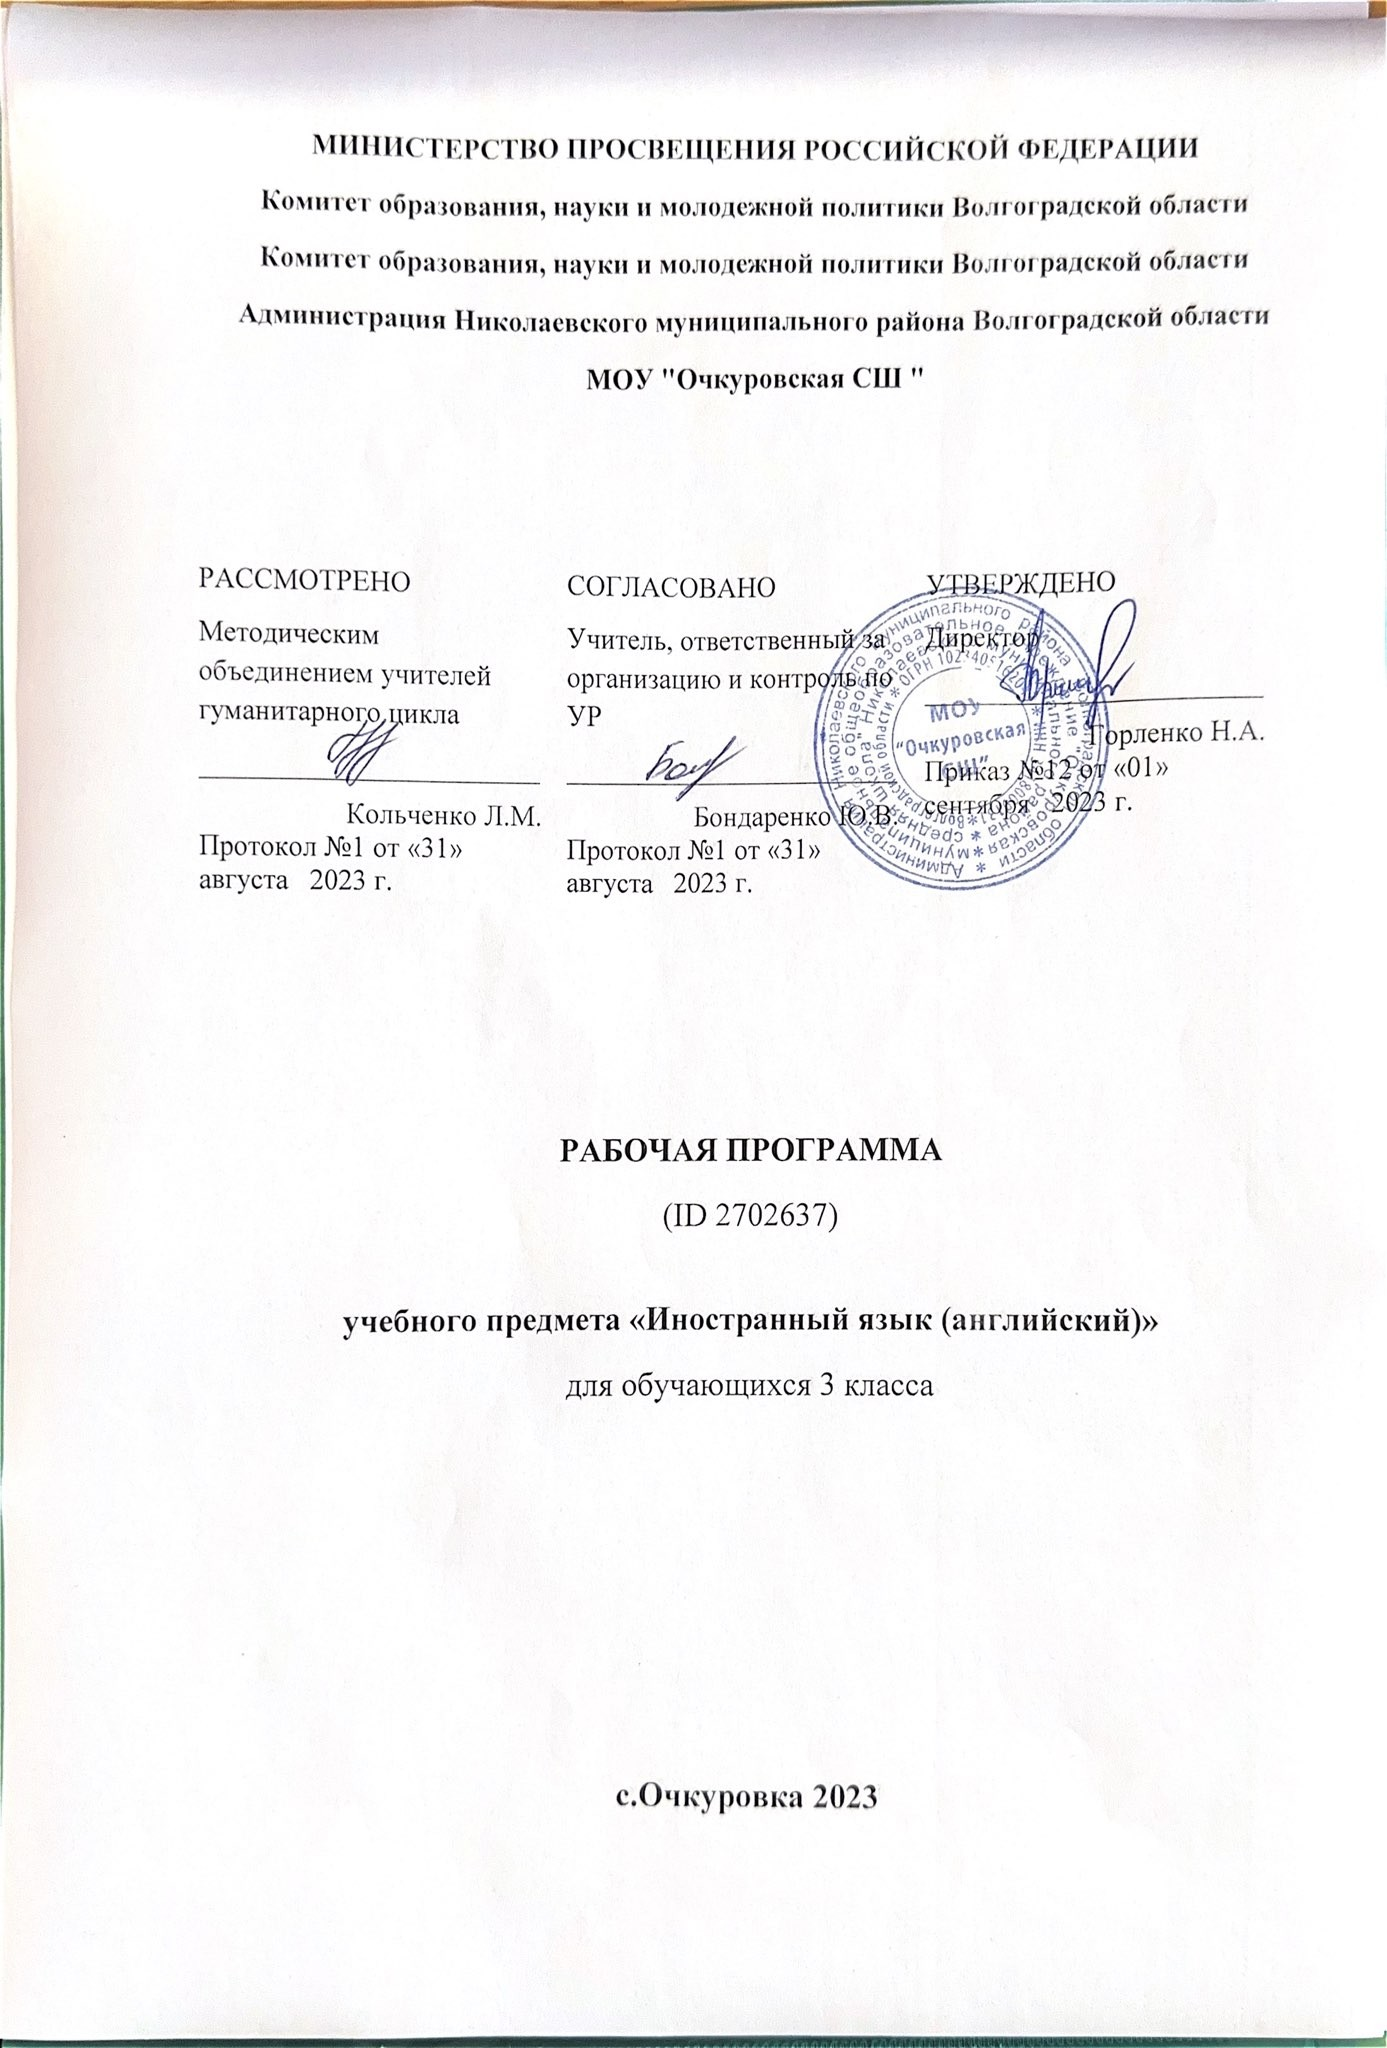 МИНИСТЕРСТВО ПРОСВЕЩЕНИЯ РОССИЙСКОЙ ФЕДЕРАЦИИ
Комитет образования, науки и молодежной политики Волгоградской области
Комитет образования, науки и молодежной политики Волгоградской области
Администрация Николаевского муниципального района Волгоградской области
МОУ "Очкуровская СШ "
РАССМОТРЕНО
Методическим
объединением учителей
гуманитарного цикла
Кольченко Л.М.
Протокол №1 от «31»
августа 2023 г.
СОГЛАСОВАНО
Учитель, ответственный за
организацию и контроль по
УР
Бондаренко Ю.В.
Протокол №1 от «31»
августа 2023 г.
УТВЕРЖДЕНО
Директор
Горленко Н.А.
Приказ №12 от «01»
сентября 2023 г.
МОУ
"Очкуровская
СШ"
РАБОЧАЯ ПРОГРАММА
(ID 2702637)
учебного предмета «Иностранный язык (английский)»
для обучающихся 3 класса
с.Очкуровка 2023